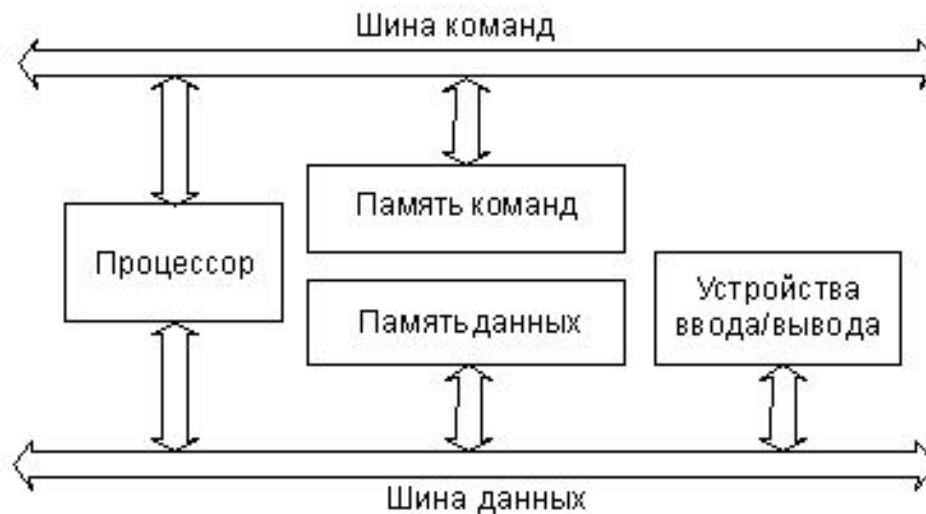 Шина команд
Память команд
Процессор
Память данных
Устройства
ввода/вывода
Шина данных